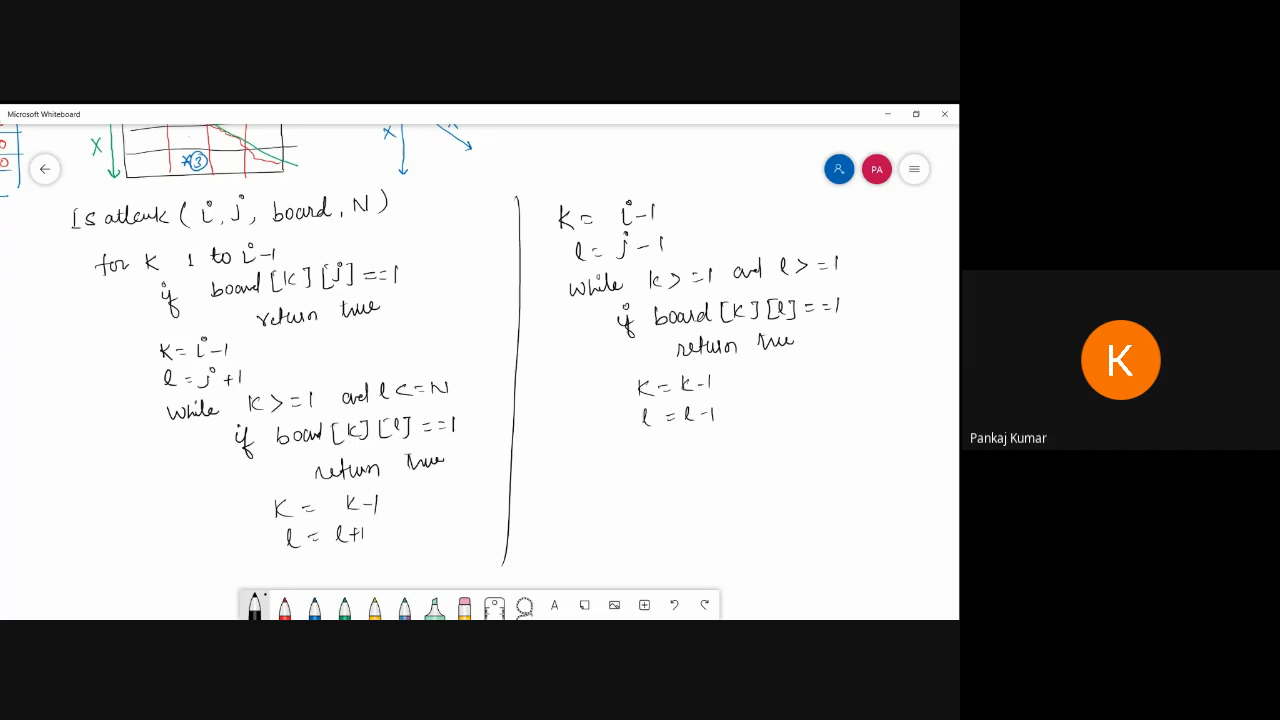 Microsoft Whiteboard
X
X
*3
PA
Is attack (i, j, board, N)
for K 1 to i-1
if board [K] [j] ==1
return true
K = i-1
l = j+1
while K >=1 and l <= N
if board [K] [l] ==1
return true
K = K-1
l = l+1
K = i-1
l = j-1
while k >=1 and l >=1
if board [K] [l] ==1
return true
K = K-1
l = l-1
A
K
Pankaj Kumar